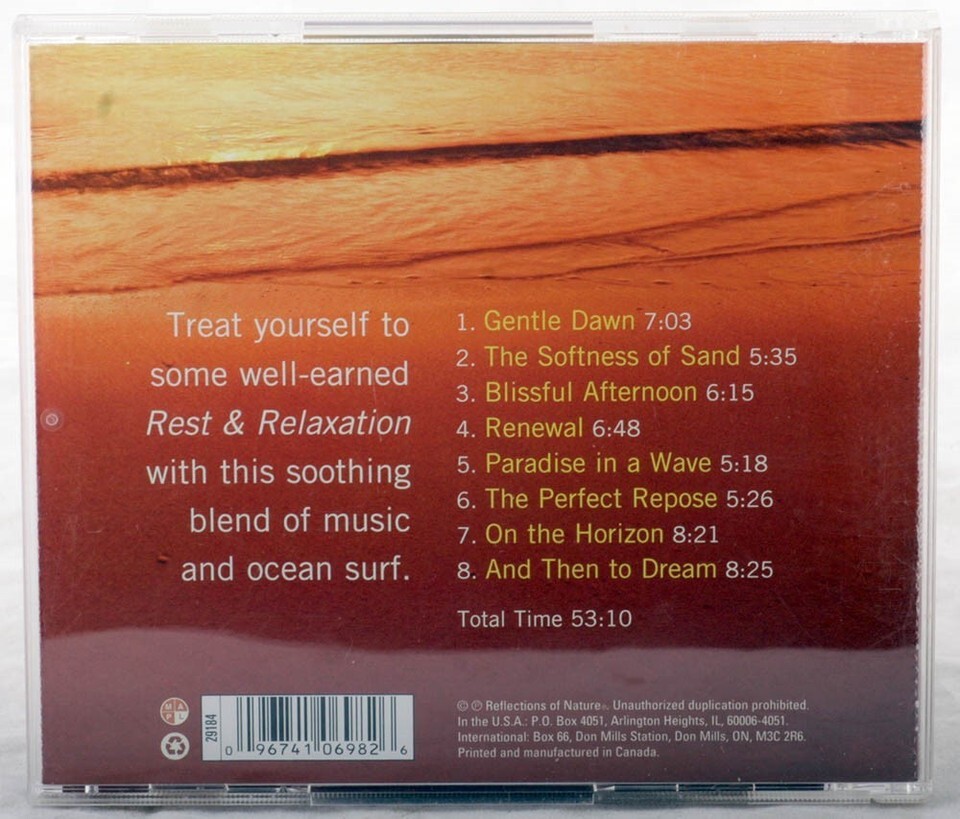 Treat yourself to
some well-earned
Rest & Relaxation
with this soothing
blend of music
and ocean surf.
1. Gentle Dawn 7:03
2. The Softness of Sand 5:35
3. Blissful Afternoon 6:15
4. Renewal 6:48
5. Paradise in a Wave 5:18
6. The Perfect Repose 5:26
7. On the Horizon 8:21
8. And Then to Dream 8:25
Total Time 53:10
M A
P L
29184
0 96741 06982 6
© ℗ Reflections of Nature®. Unauthorized duplication prohibited.
In the U.S.A.: P.O. Box 4051, Arlington Heights, IL, 60006-4051.
International: Box 66, Don Mills Station, Don Mills, ON, M3C 2R6.
Printed and manufactured in Canada.